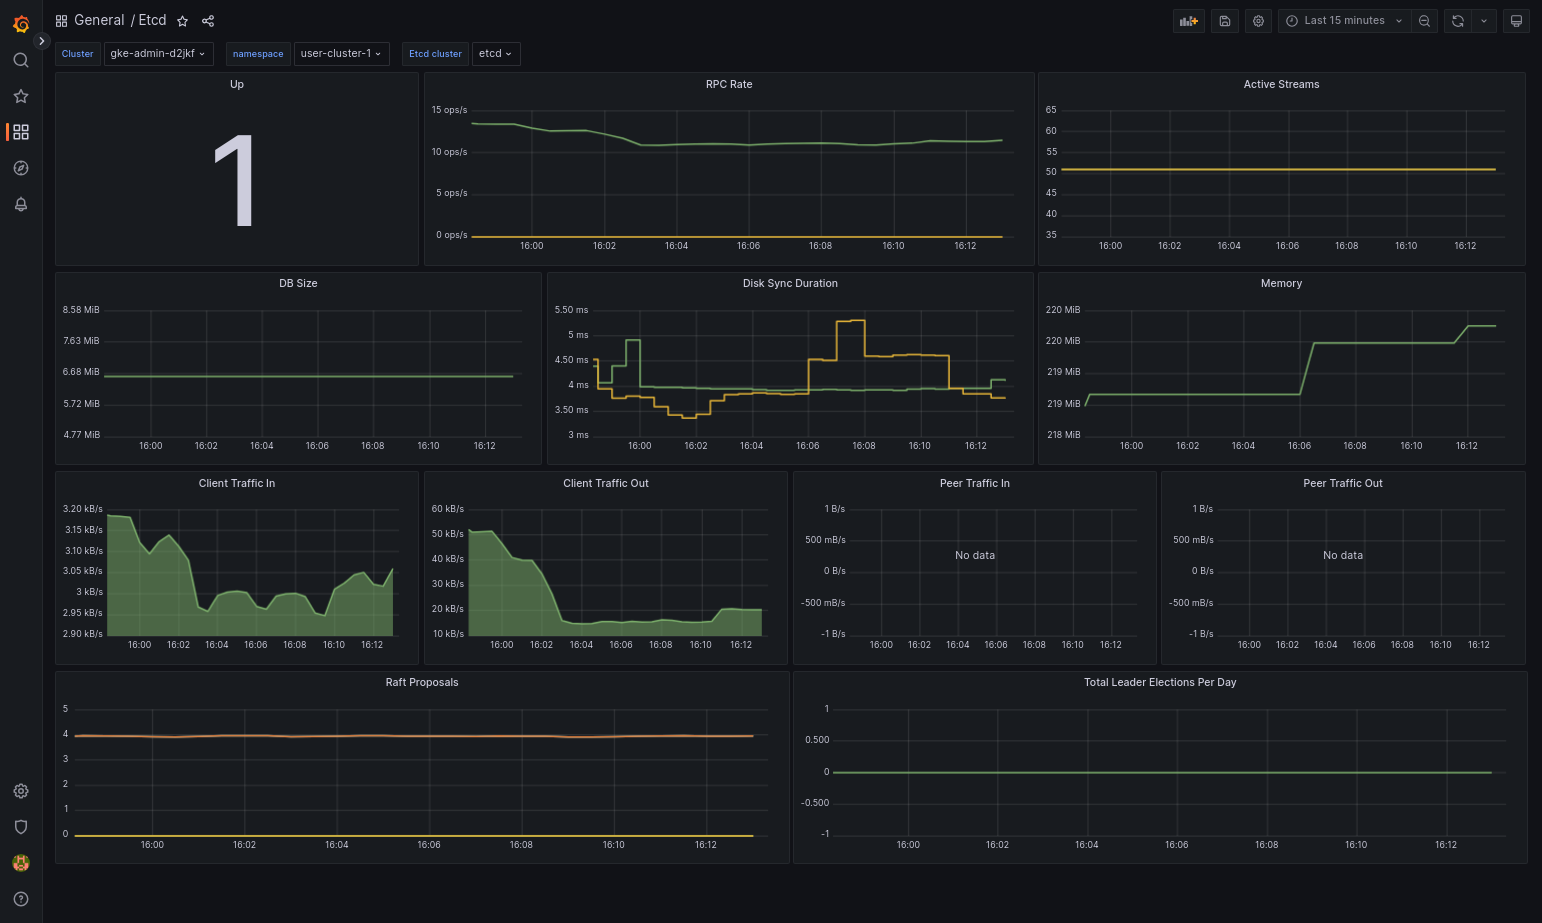 General / Etcd
Last 15 minutes
Cluster gke-admin-d2jkf namespace user-cluster-1 Etcd cluster etcd
Up
1
RPC Rate
15 ops/s
10 ops/s
5 ops/s
0 ops/s
16:00 16:02 16:04 16:06 16:08 16:10 16:12
Active Streams
65
60
55
50
45
40
35
16:00 16:02 16:04 16:06 16:08 16:10 16:12
DB Size
8.58 MiB
7.63 MiB
6.68 MiB
5.72 MiB
4.77 MiB
16:00 16:02 16:04 16:06 16:08 16:10 16:12
Disk Sync Duration
5.50 ms
5 ms
4.50 ms
4 ms
3.50 ms
3 ms
16:00 16:02 16:04 16:06 16:08 16:10 16:12
Memory
220 MiB
220 MiB
219 MiB
219 MiB
218 MiB
16:00 16:02 16:04 16:06 16:08 16:10 16:12
Client Traffic In
3.20 kB/s
3.15 kB/s
3.10 kB/s
3.05 kB/s
3 kB/s
2.95 kB/s
2.90 kB/s
16:00 16:02 16:04 16:06 16:08 16:10 16:12
Client Traffic Out
60 kB/s
50 kB/s
40 kB/s
30 kB/s
20 kB/s
10 kB/s
16:00 16:02 16:04 16:06 16:08 16:10 16:12
Peer Traffic In
1 B/s
500 mB/s
No data
0 B/s
-500 mB/s
-1 B/s
16:00 16:02 16:04 16:06 16:08 16:10 16:12
Peer Traffic Out
1 B/s
500 mB/s
No data
0 B/s
-500 mB/s
-1 B/s
16:00 16:02 16:04 16:06 16:08 16:10 16:12
Raft Proposals
5
4
3
2
1
0
16:00 16:02 16:04 16:06 16:08 16:10 16:12
Total Leader Elections Per Day
1
0.500
0
-0.500
-1
16:00 16:02 16:04 16:06 16:08 16:10 16:12